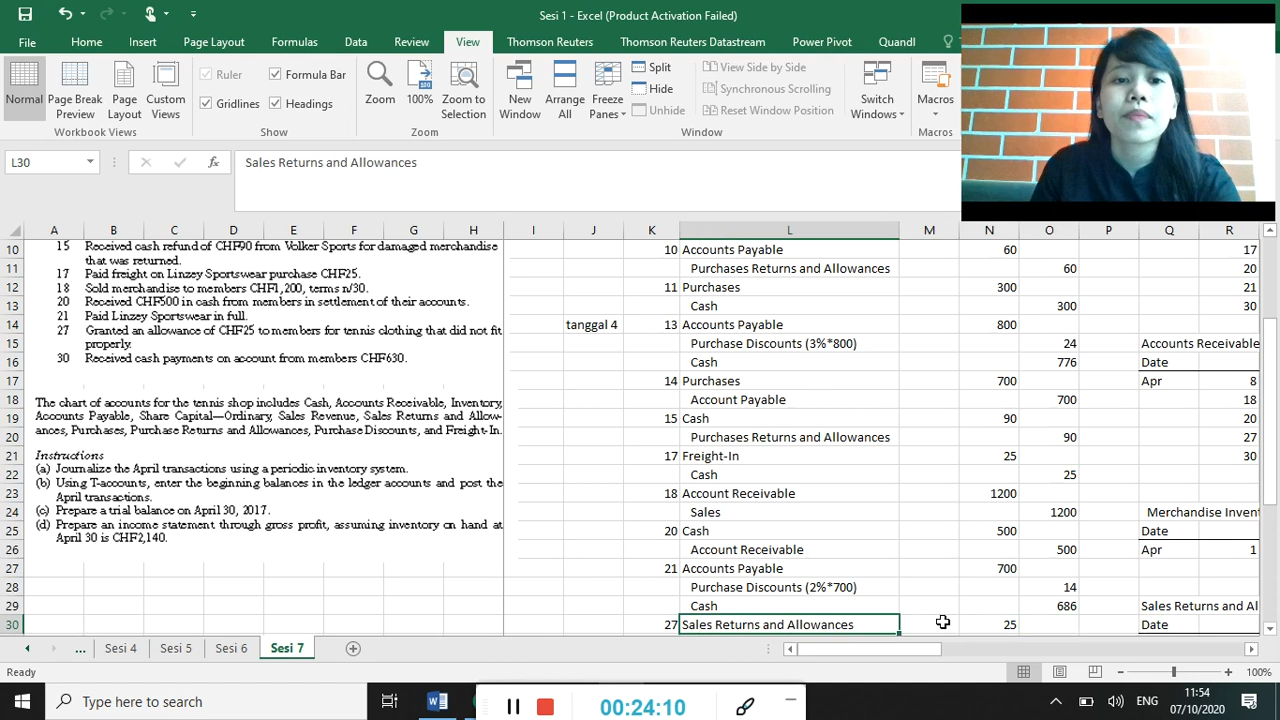 Sesi 1 - Excel (Product Activation Failed)
File Home Insert Page Layout Formulas Data Review View Thomson Reuters Thomson Reuters Datastream Power Pivot Quandl
Normal
Page Break Preview
Page Layout
Custom Views
Workbook Views
Ruler
Formula Bar
Gridlines
Headings
Show
Zoom
100%
Zoom to Selection
Zoom
New Window
Arrange All
Freeze Panes
Split
Hide
Unhide
View Side by Side
Synchronous Scrolling
Reset Window Position
Window
Switch Windows
Macros
Macros
L30 fx Sales Returns and Allowances
A B C D E F G H I J K L M N O P Q R
10
11
12
13
14
15
16
17
18
19
20
21
22
23
24
25
26
27
28
29
30
15 Received cash refund of CHF90 from Volker Sports for damaged merchandise
that was returned.
17 Paid freight on Linzey Sportswear purchase CHF25.
18 Sold merchandise to members CHF1,200, terms n/30.
20 Received CHF500 in cash from members in settlement of their accounts.
21 Paid Linzey Sportswear in full.
27 Granted an allowance of CHF25 to members for tennis clothing that did not fit
properly.
30 Received cash payments on account from members CHF630.
The chart of accounts for the tennis shop includes Cash, Accounts Receivable, Inventory,
Accounts Payable, Share Capital—Ordinary, Sales Revenue, Sales Returns and Allow-
ances, Purchases, Purchase Returns and Allowances, Purchase Discounts, and Freight-In.
Instructions
(a) Journalize the April transactions using a periodic inventory system.
(b) Using T-accounts, enter the beginning balances in the ledger accounts and post the
April transactions.
(c) Prepare a trial balance on April 30, 2017.
(d) Prepare an income statement through gross profit, assuming inventory on hand at
April 30 is CHF2,140.
10 Accounts Payable 60
Purchases Returns and Allowances 60
11 Purchases 300
Cash 300
tanggal 4 13 Accounts Payable 800
Purchase Discounts (3%*800) 24
Cash 776
14 Purchases 700
Account Payable 700
15 Cash 90
Purchases Returns and Allowances 90
17 Freight-In 25
Cash 25
18 Account Receivable 1200
Sales 1200
20 Cash 500
Account Receivable 500
21 Accounts Payable 700
Purchase Discounts (2%*700) 14
Cash 686
27 Sales Returns and Allowances 25
17
20
21
30
Accounts Receivable
Date
Apr 8
18
20
27
30
Merchandise Invent
Date
Apr 1
Sales Returns and Al
Date
... Sesi 4 Sesi 5 Sesi 6 Sesi 7
Ready
100%
Type here to search
00:24:10
ENG
11:54
07/10/2020